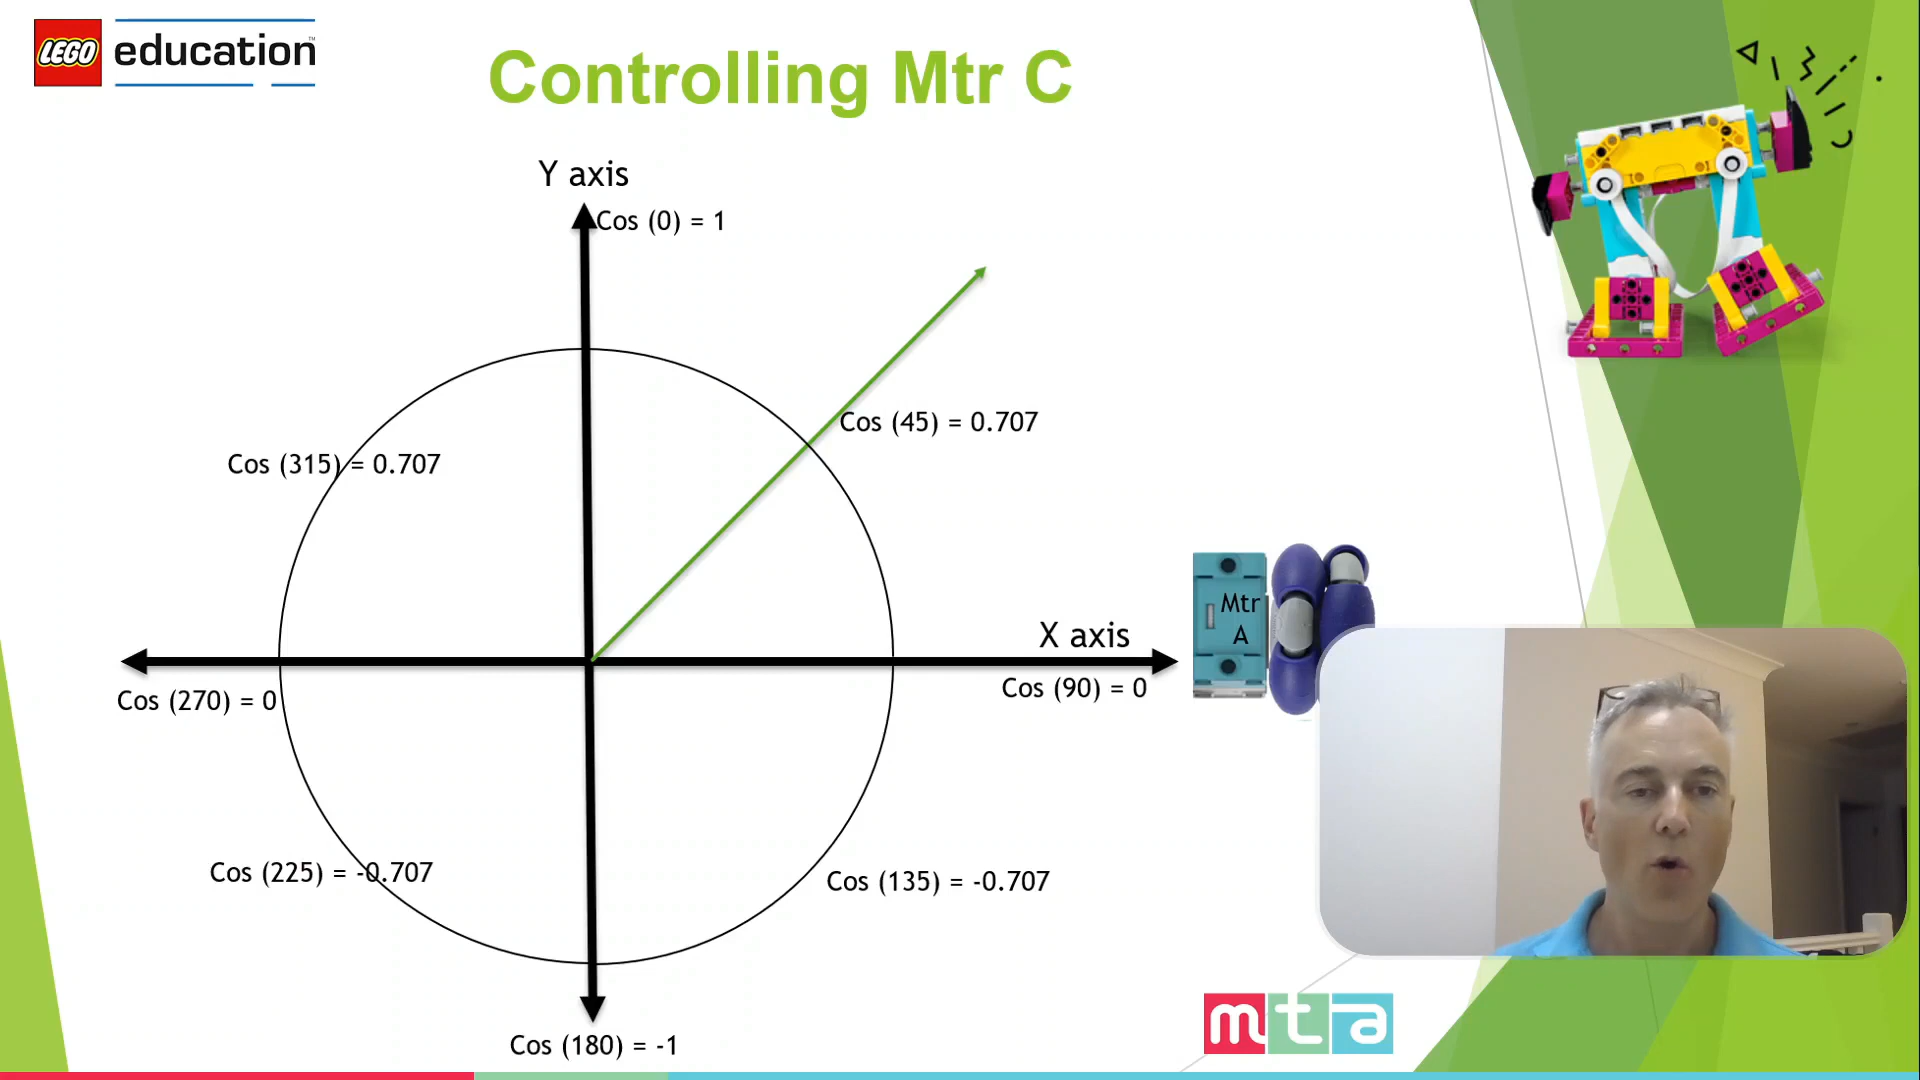 LEGO education™
Controlling Mtr C
Y axis
Cos (0) = 1
Cos (45) = 0.707
Cos (315) = 0.707
Mtr
A
X axis
Cos (270) = 0
Cos (90) = 0
Cos (225) = -0.707
Cos (135) = -0.707
Cos (180) = -1
mta